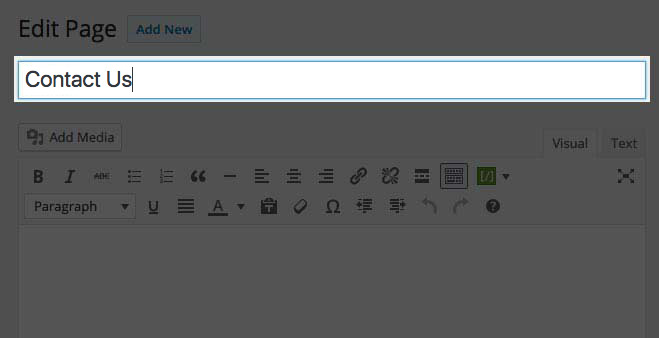 Edit Page Add New
Contact Us
Add Media Visual Text
B I ABC
Paragraph U A Ω ?